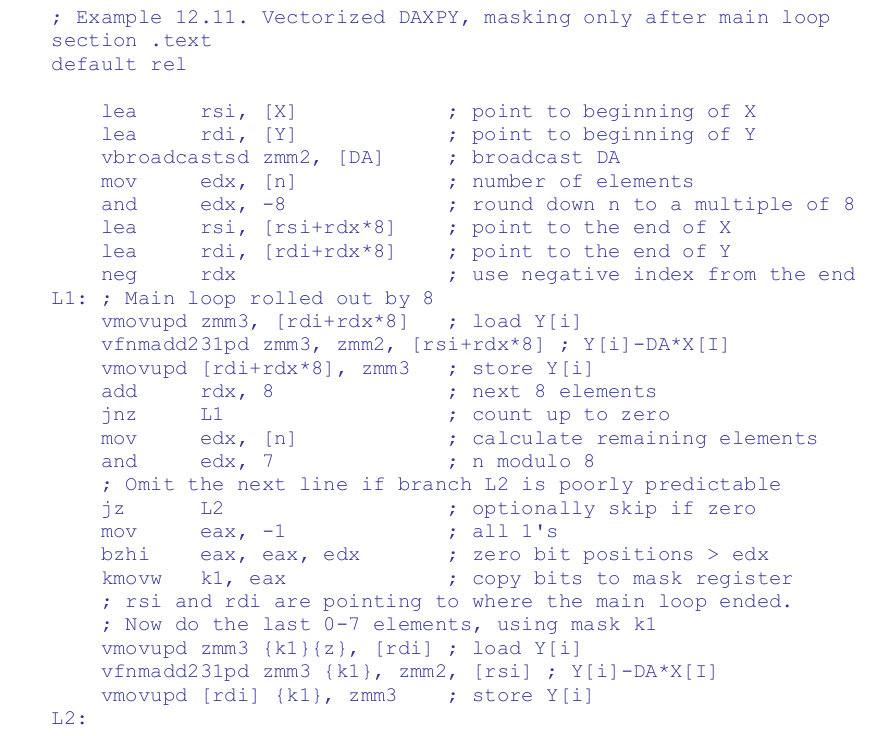 ; Example 12.11. Vectorized DAXPY, masking only after main loop
section .text
default rel

    lea     rsi, [X]            ; point to beginning of X
    lea     rdi, [Y]            ; point to beginning of Y
    vbroadcastsd zmm2, [DA]     ; broadcast DA
    mov     edx, [n]            ; number of elements
    and     edx, -8             ; round down n to a multiple of 8
    lea     rsi, [rsi+rdx*8]    ; point to the end of X
    lea     rdi, [rdi+rdx*8]    ; point to the end of Y
    neg     rdx                 ; use negative index from the end
L1: ; Main loop rolled out by 8
    vmovupd zmm3, [rdi+rdx*8]   ; load Y[i]
    vfnmadd231pd zmm3, zmm2, [rsi+rdx*8] ; Y[i]-DA*X[I]
    vmovupd [rdi+rdx*8], zmm3   ; store Y[i]
    add     rdx, 8              ; next 8 elements
    jnz     L1                  ; count up to zero
    mov     edx, [n]            ; calculate remaining elements
    and     edx, 7              ; n modulo 8
    ; Omit the next line if branch L2 is poorly predictable
    jz      L2                  ; optionally skip if zero
    mov     eax, -1             ; all 1's
    bzhi    eax, eax, edx       ; zero bit positions > edx
    kmovw   k1, eax             ; copy bits to mask register
    ; rsi and rdi are pointing to where the main loop ended.
    ; Now do the last 0-7 elements, using mask k1
    vmovupd zmm3 {k1}{z}, [rdi] ; load Y[i]
    vfnmadd231pd zmm3 {k1}, zmm2, [rsi] ; Y[i]-DA*X[I]
    vmovupd [rdi] {k1}, zmm3    ; store Y[i]
L2: